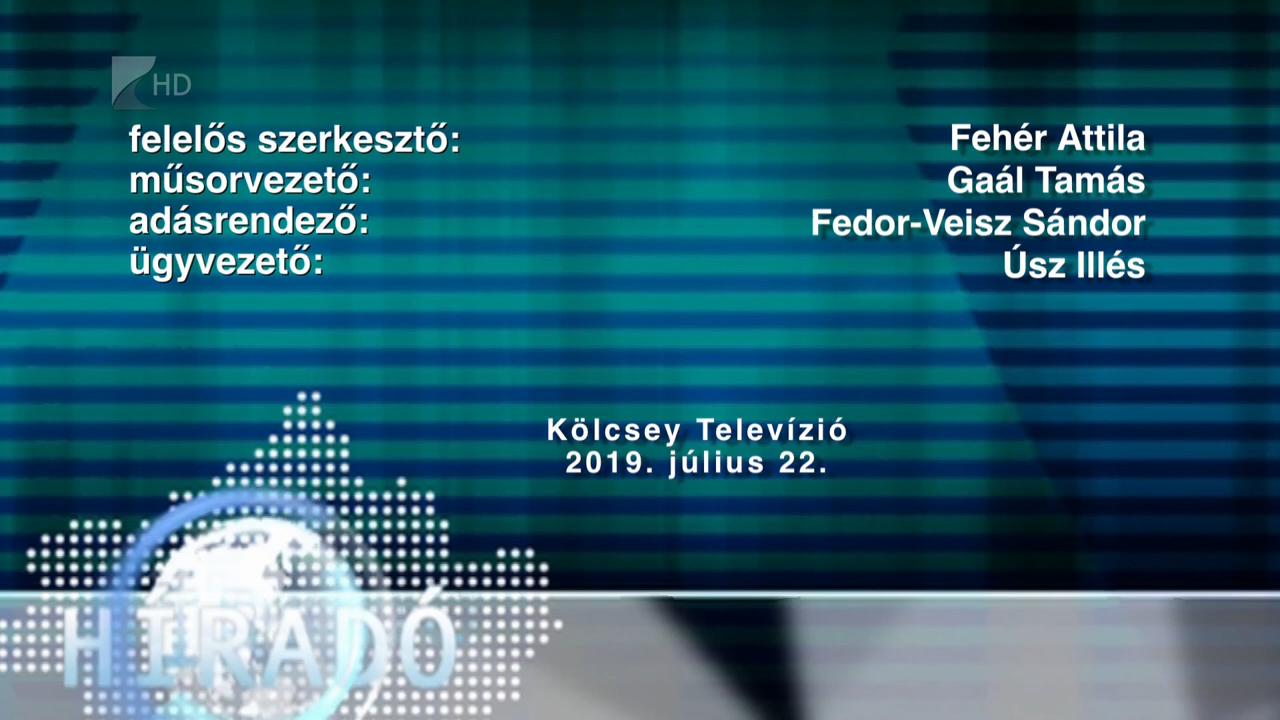 HD
felelős szerkesztő: Fehér Attila
műsorvezető: Gaál Tamás
adásrendező: Fedor-Veisz Sándor
ügyvezető: Úsz Illés
Kölcsey Televízió
2019. július 22.
HÍRADÓ